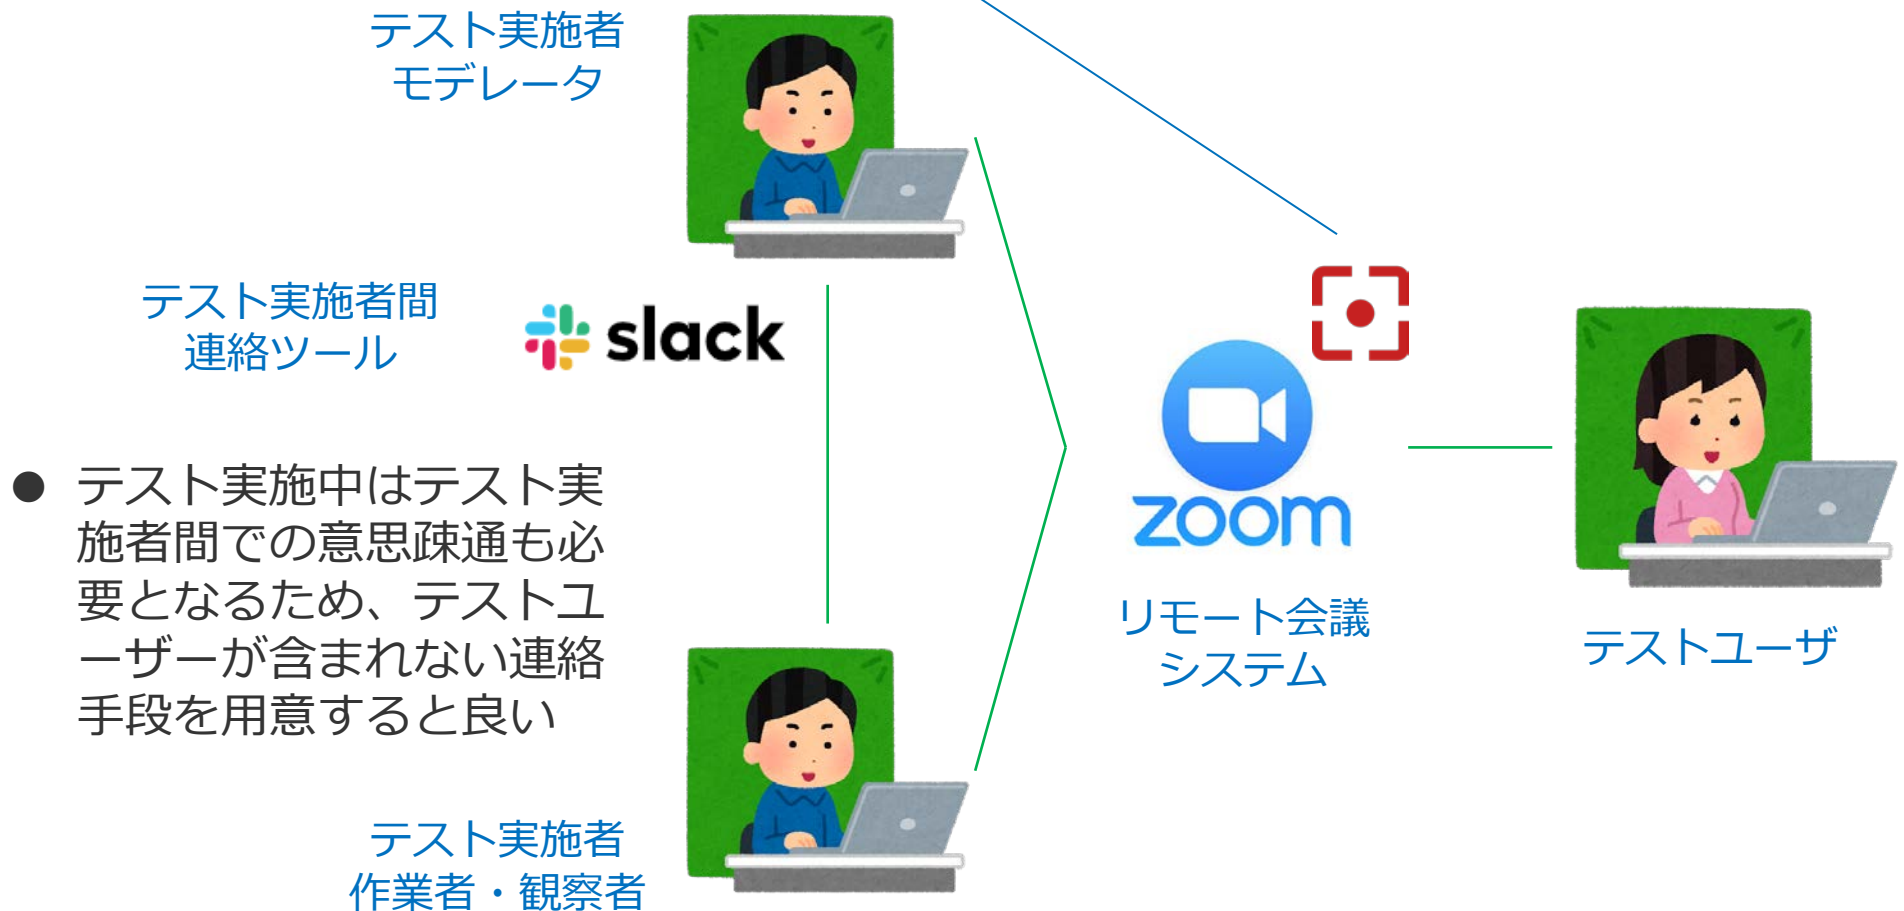 テスト実施者
モデレータ
テスト実施者間
連絡ツール
slack
● テスト実施中はテスト実
施者間での意思疎通も必
要となるため、テストユ
ーザーが含まれない連絡
手段を用意すると良い
テスト実施者
作業者・観察者
zoom
リモート会議
システム
テストユーザ